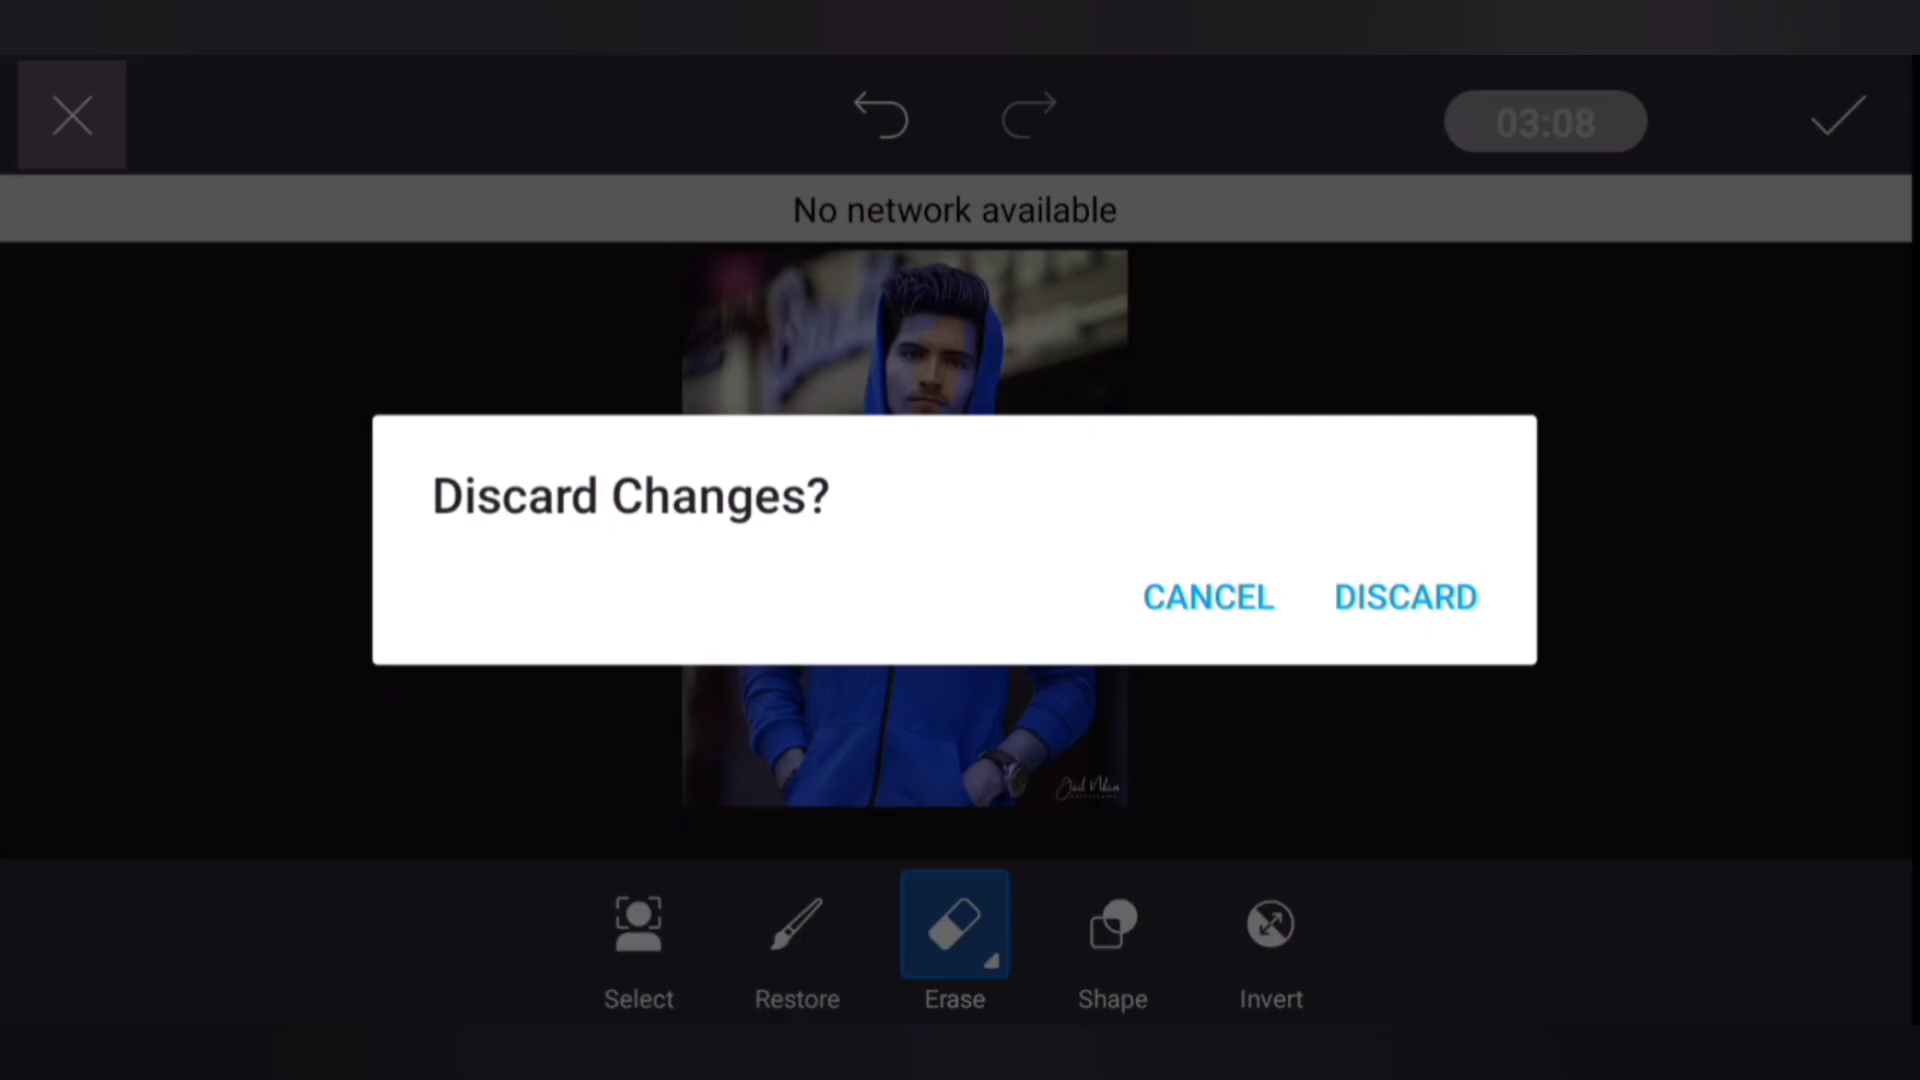 03:08
No network available
Discard Changes?
CANCEL DISCARD
Select Restore Erase Shape Invert